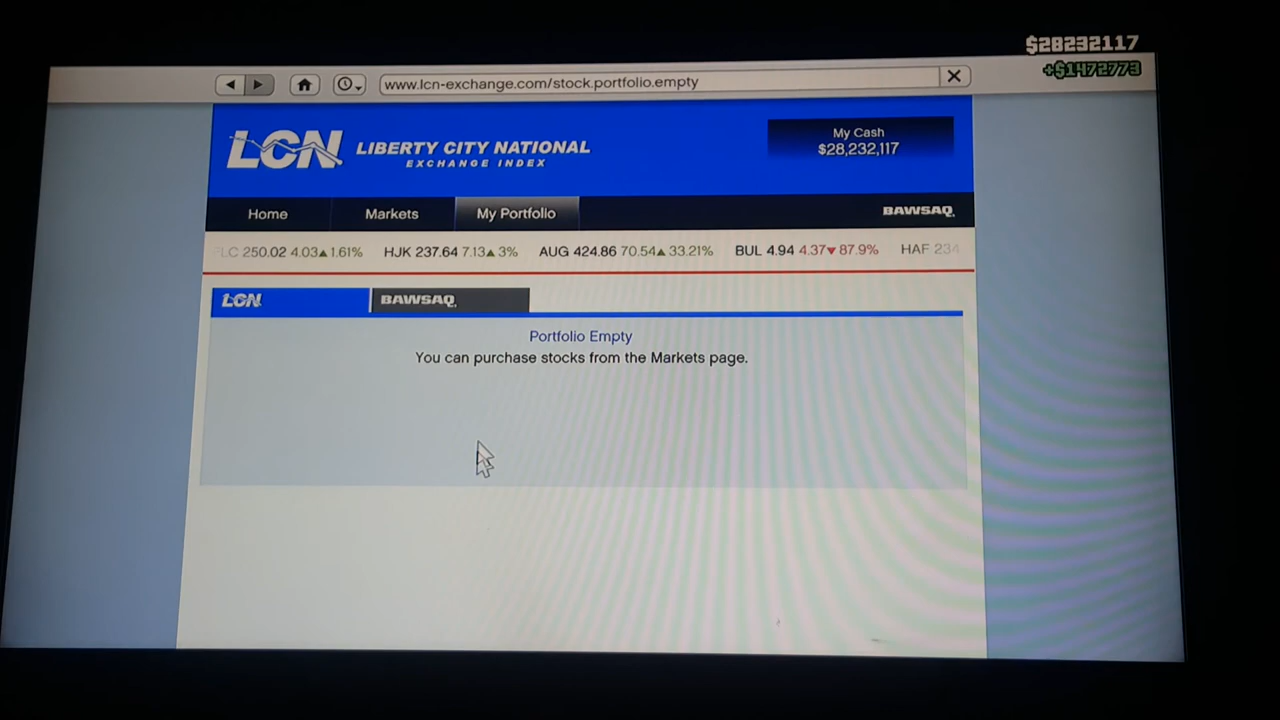 $28232117
+$1472773
www.lcn-exchange.com/stock.portfolio.empty
LCN LIBERTY CITY NATIONAL
EXCHANGE INDEX
My Cash
$28,232,117
Home Markets My Portfolio BAWSAQ
LC 250.02 4.03▲1.61% HJK 237.64 7.13▲3% AUG 424.86 70.54▲33.21% BUL 4.94 4.37▼87.9% HAF 234
LCN BAWSAQ
Portfolio Empty
You can purchase stocks from the Markets page.